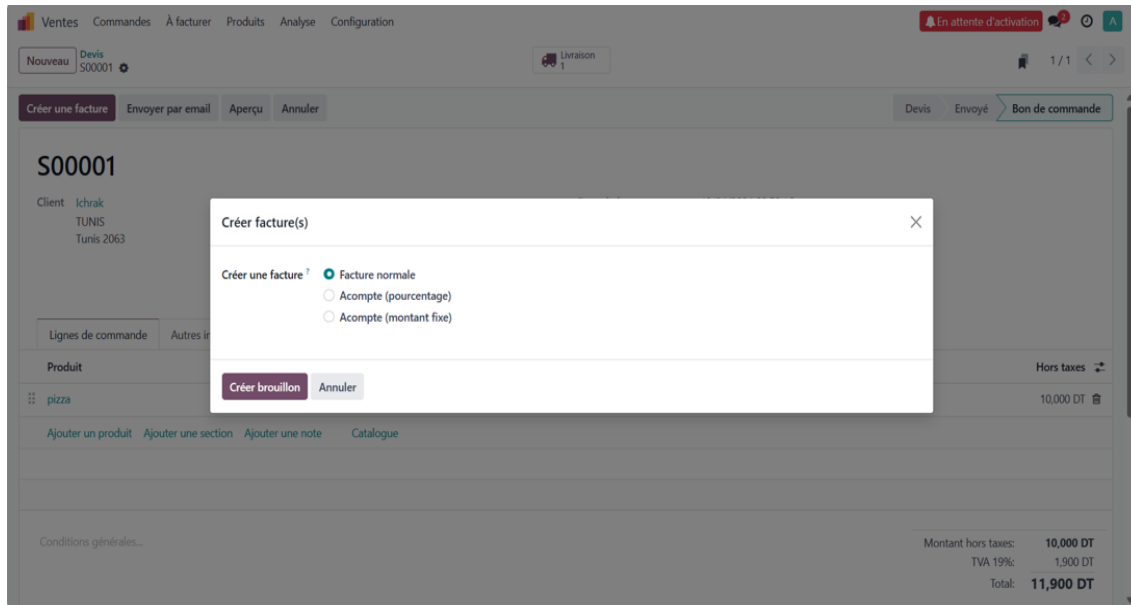 Ventes Commandes À facturer Produits Analyse Configuration En attente d'activation 2 A
Nouveau Devis Livraison
S00001 1 1/1
Créer une facture Envoyer par email Aperçu Annuler Devis Envoyé Bon de commande
S00001
Client Ichrak
TUNIS
Tunis 2063
Créer facture(s)
Créer une facture ? Facture normale
Acompte (pourcentage)
Acompte (montant fixe)
Lignes de commande Autres in
Produit Hors taxes
Créer brouillon Annuler
pizza 10,000 DT
Ajouter un produit Ajouter une section Ajouter une note Catalogue
Conditions générales...
Montant hors taxes: 10,000 DT
TVA 19%: 1,900 DT
Total: 11,900 DT